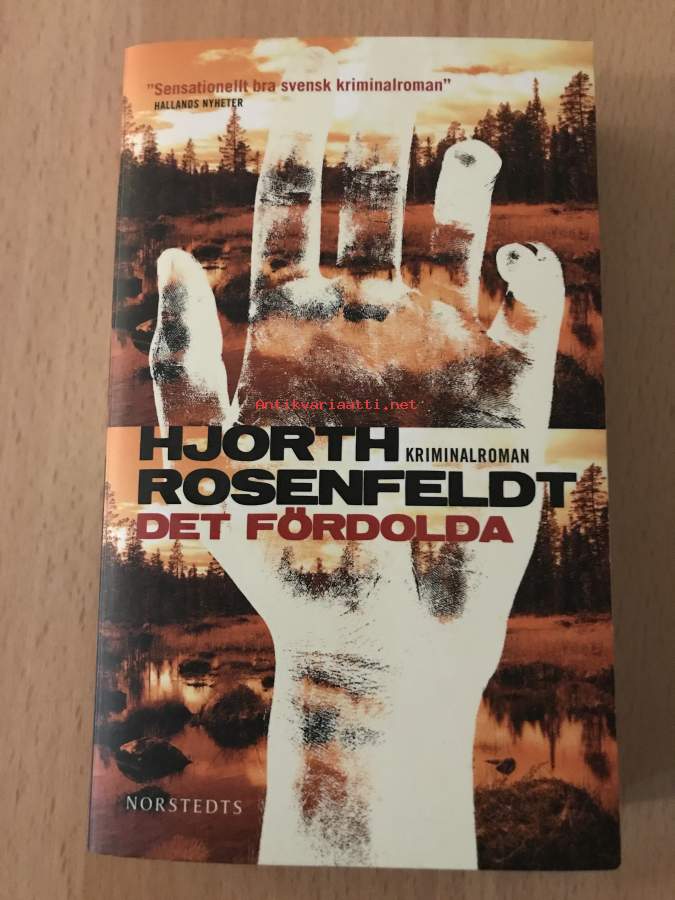 "Sensationellt bra svensk kriminalroman"
HALLANDS NYHETER
Antikvariaatti.net
HJORTH
KRIMINALROMAN
ROSENFELDT
DET FÖRDOLDA
NORSTEDTS